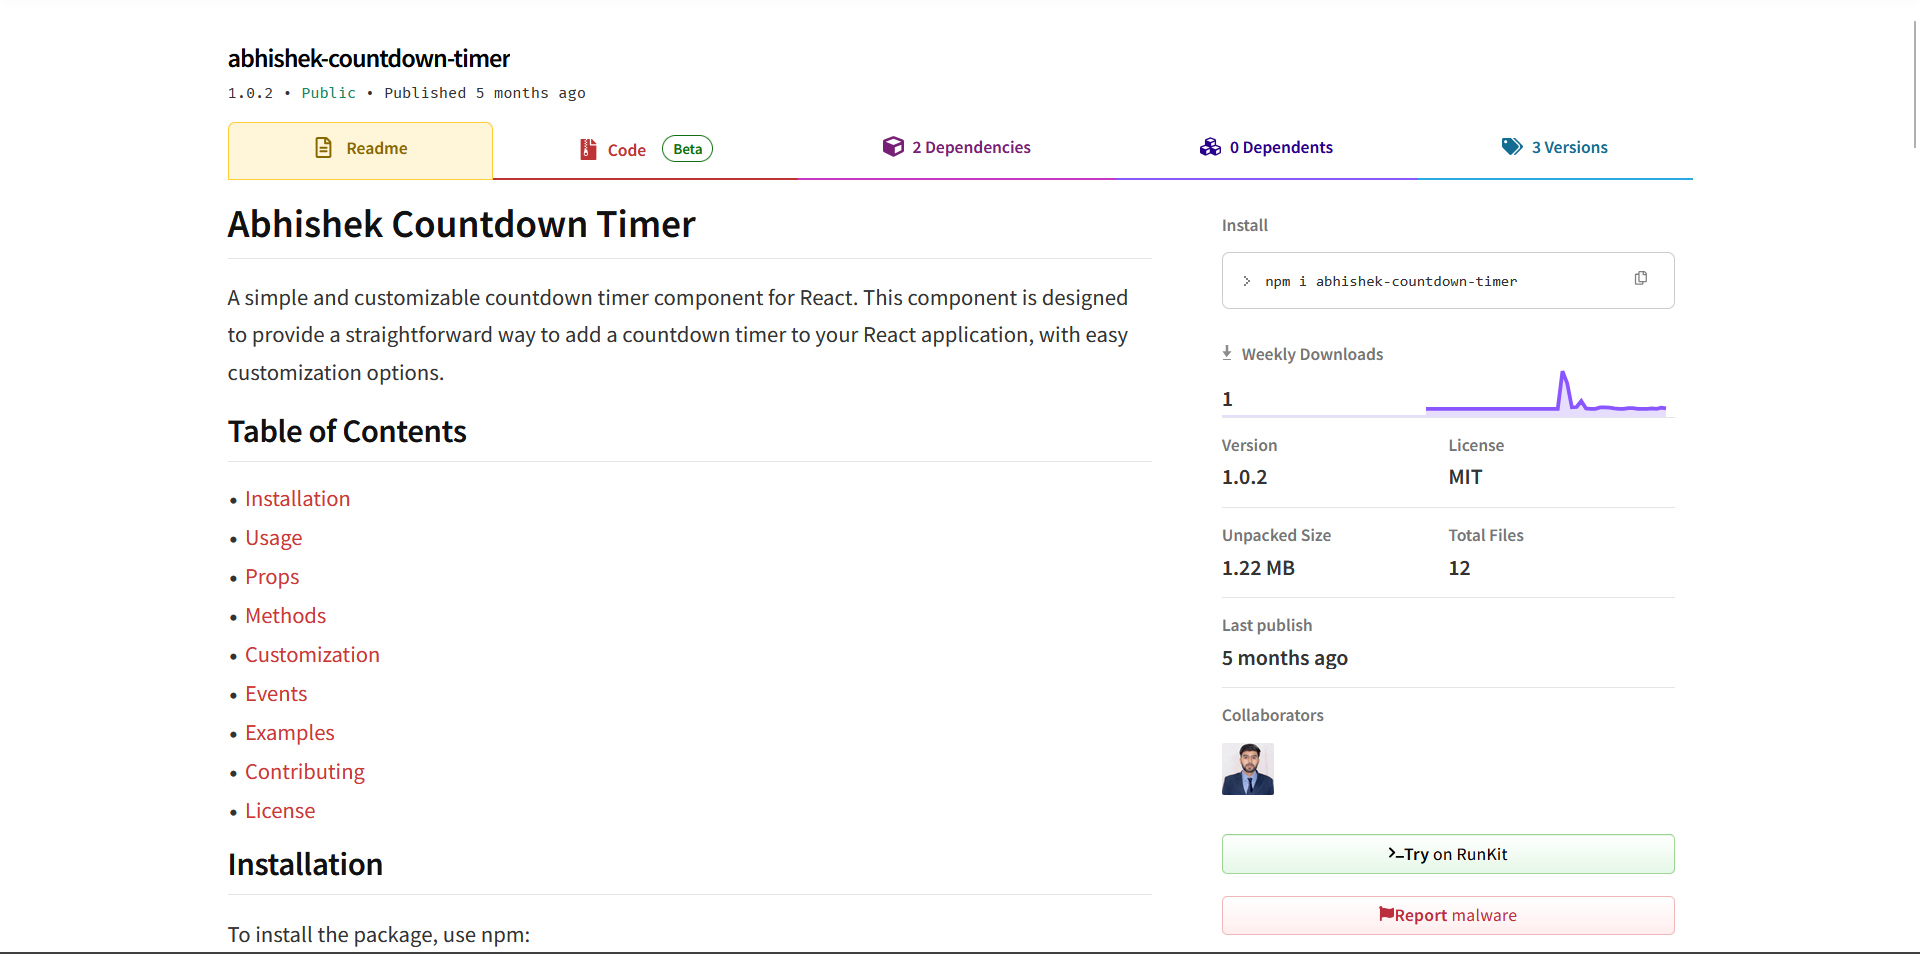 abhishek-countdown-timer
1.0.2 • Public • Published 5 months ago
Readme
Code Beta
2 Dependencies
0 Dependents
3 Versions
Abhishek Countdown Timer
A simple and customizable countdown timer component for React. This component is designed
to provide a straightforward way to add a countdown timer to your React application, with easy
customization options.
Table of Contents
• Installation
• Usage
• Props
• Methods
• Customization
• Events
• Examples
• Contributing
• License
Installation
To install the package, use npm:
Install
> npm i abhishek-countdown-timer
Weekly Downloads
1
Version
License
1.0.2
MIT
Unpacked Size
Total Files
1.22 MB
12
Last publish
5 months ago
Collaborators
Try on RunKit
Report malware